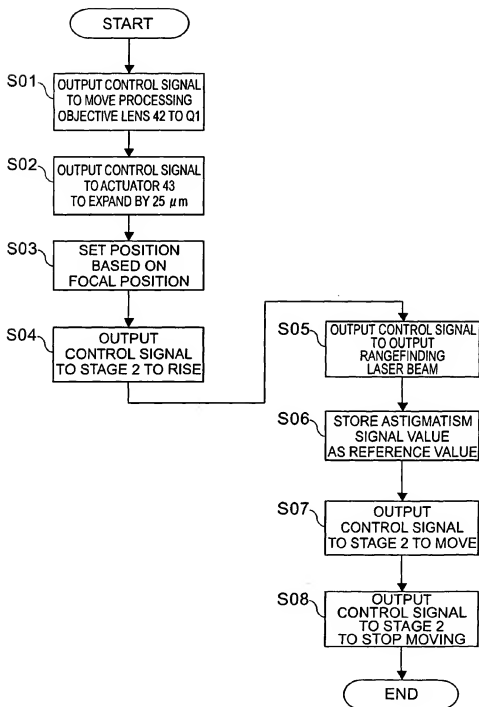 START
S01
OUTPUT CONTROL SIGNAL
TO MOVE PROCESSING
OBJECTIVE LENS 42 TO Q1
S02
OUTPUT CONTROL SIGNAL
TO ACTUATOR 43
TO EXPAND BY 25 μm
S03
SET POSITION
BASED ON
FOCAL POSITION
S04
OUTPUT
CONTROL SIGNAL
TO STAGE 2 TO RISE
S05
OUTPUT CONTROL SIGNAL
TO OUTPUT
RANGEFINDING
LASER BEAM
S06
STORE ASTIGMATISM
SIGNAL VALUE
AS REFERENCE VALUE
S07
OUTPUT
CONTROL SIGNAL
TO STAGE 2 TO MOVE
S08
OUTPUT
CONTROL SIGNAL
TO STAGE 2
TO STOP MOVING
END